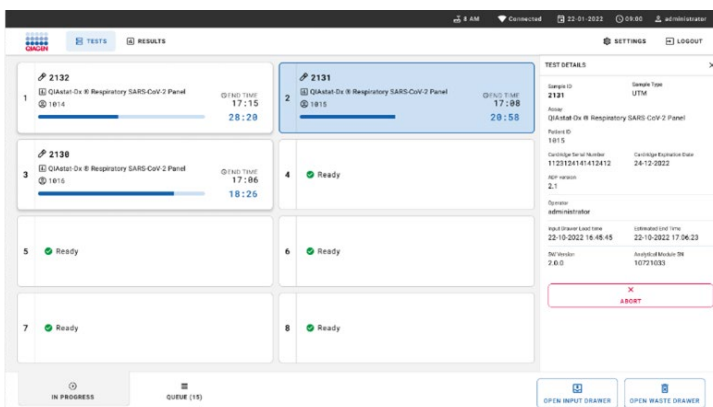 8 AM Connected 22-01-2022 09:00 administrator
QIAGEN TESTS RESULTS SETTINGS LOGOUT
1
2132
QIAstat-Dx ® Respiratory SARS-CoV-2 Panel
1014
END TIME
17:15
28:20
2
2131
QIAstat-Dx ® Respiratory SARS-CoV-2 Panel
1015
END TIME
17:08
20:58
3
2130
QIAstat-Dx ® Respiratory SARS-CoV-2 Panel
1016
END TIME
17:06
18:26
4 Ready
5 Ready
6 Ready
7 Ready
8 Ready
TEST DETAILS X
Sample ID Sample Type
2131 UTM
Assay
QIAstat-Dx ® Respiratory SARS-CoV-2 Panel
Patient ID
1015
Cartridge Serial Number Cartridge Expiration Date
1123124141412412 24-12-2022
ADF version
2.1
Operator
administrator
Input Drawer Load time Estimated End Time
22-10-2022 16:45:45 22-10-2022 17:06:23
SW Version Analytical Module SN
2.0.0 10721033
ABORT
IN PROGRESS QUEUE (15)
OPEN INPUT DRAWER OPEN WASTE DRAWER